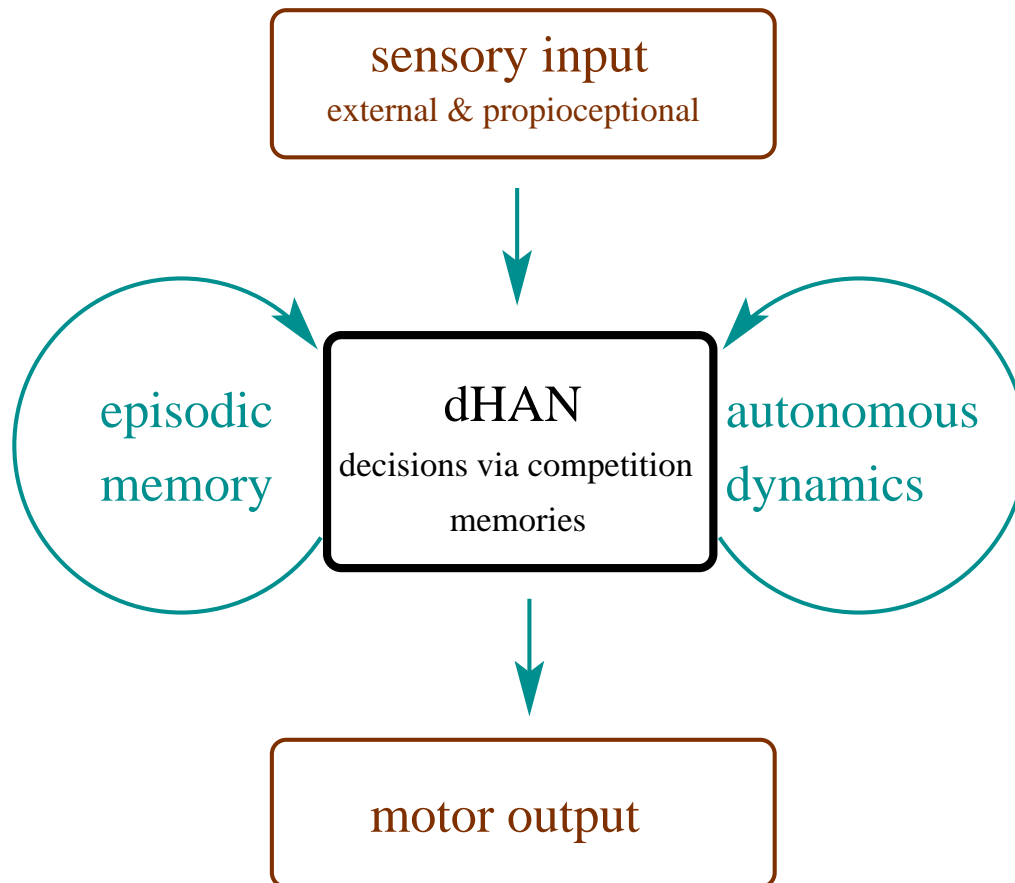 sensory input
external & propioceptional
episodic
memory
dHAN
decisions via competition
memories
autonomous
dynamics
motor output